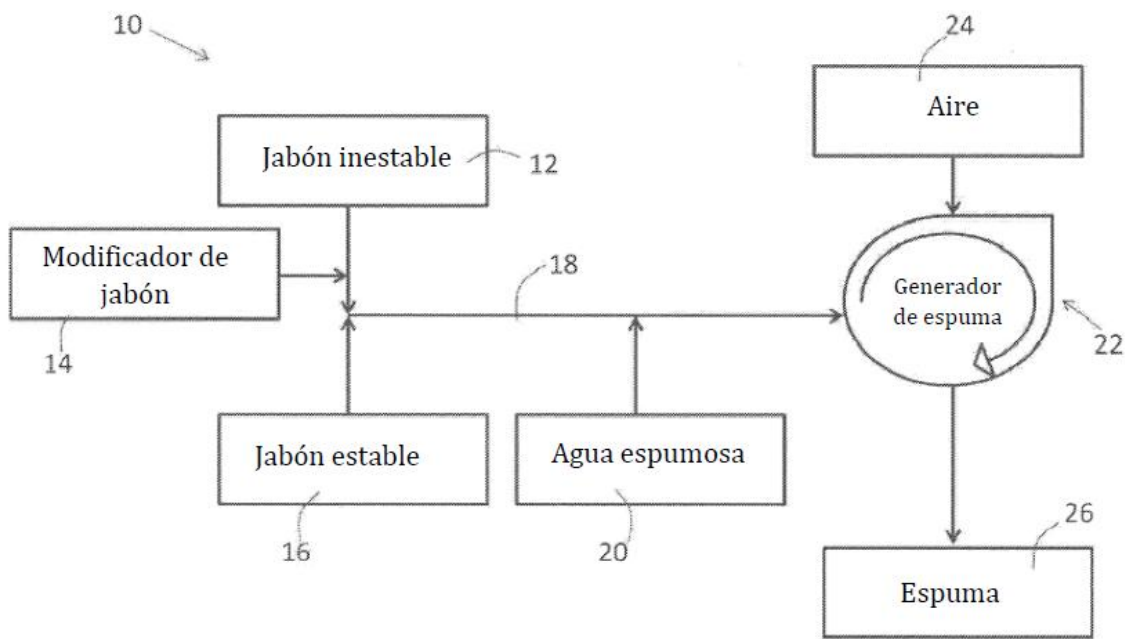 10
24
Aire
Jabón inestable
12
Modificador de
jabón
14
18
Generador
de espuma
22
Jabón estable
16
Agua espumosa
20
26
Espuma